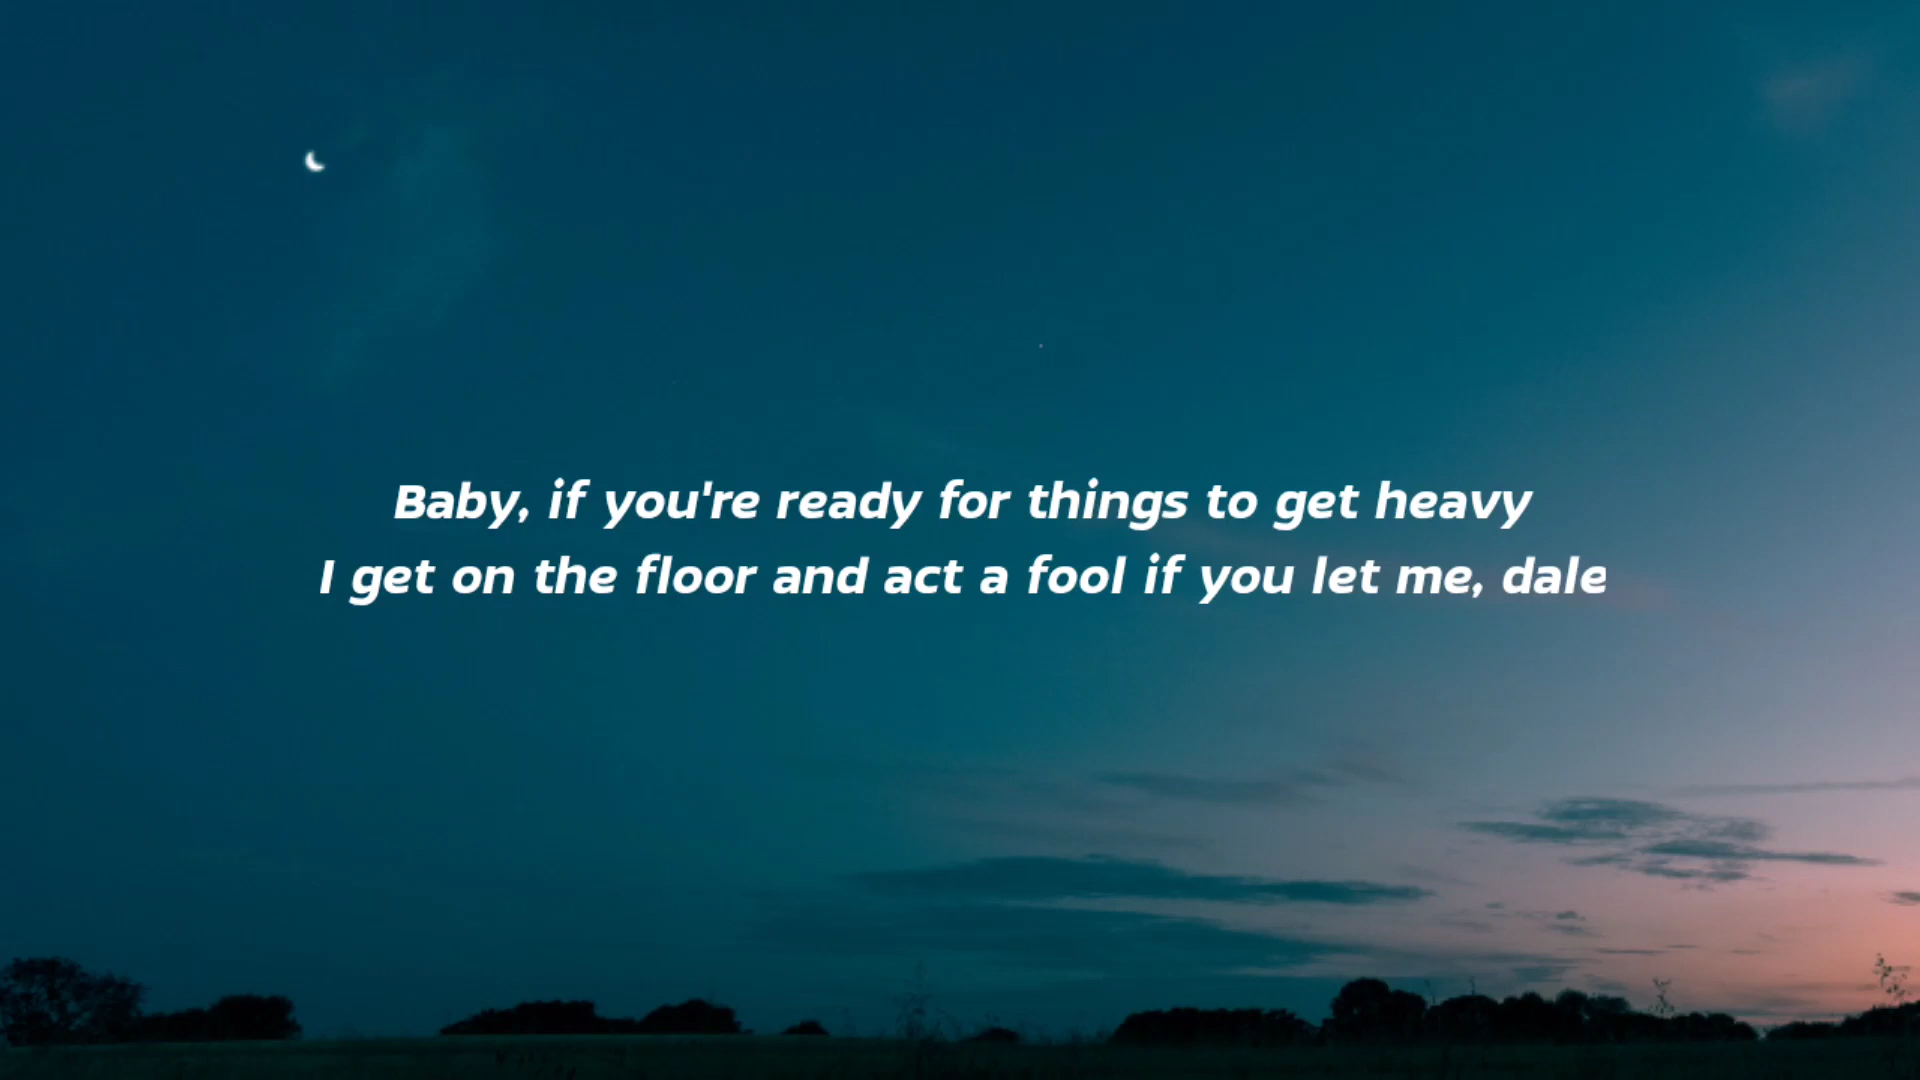 Baby, if you're ready for things to get heavy
I get on the floor and act a fool if you let me, dale